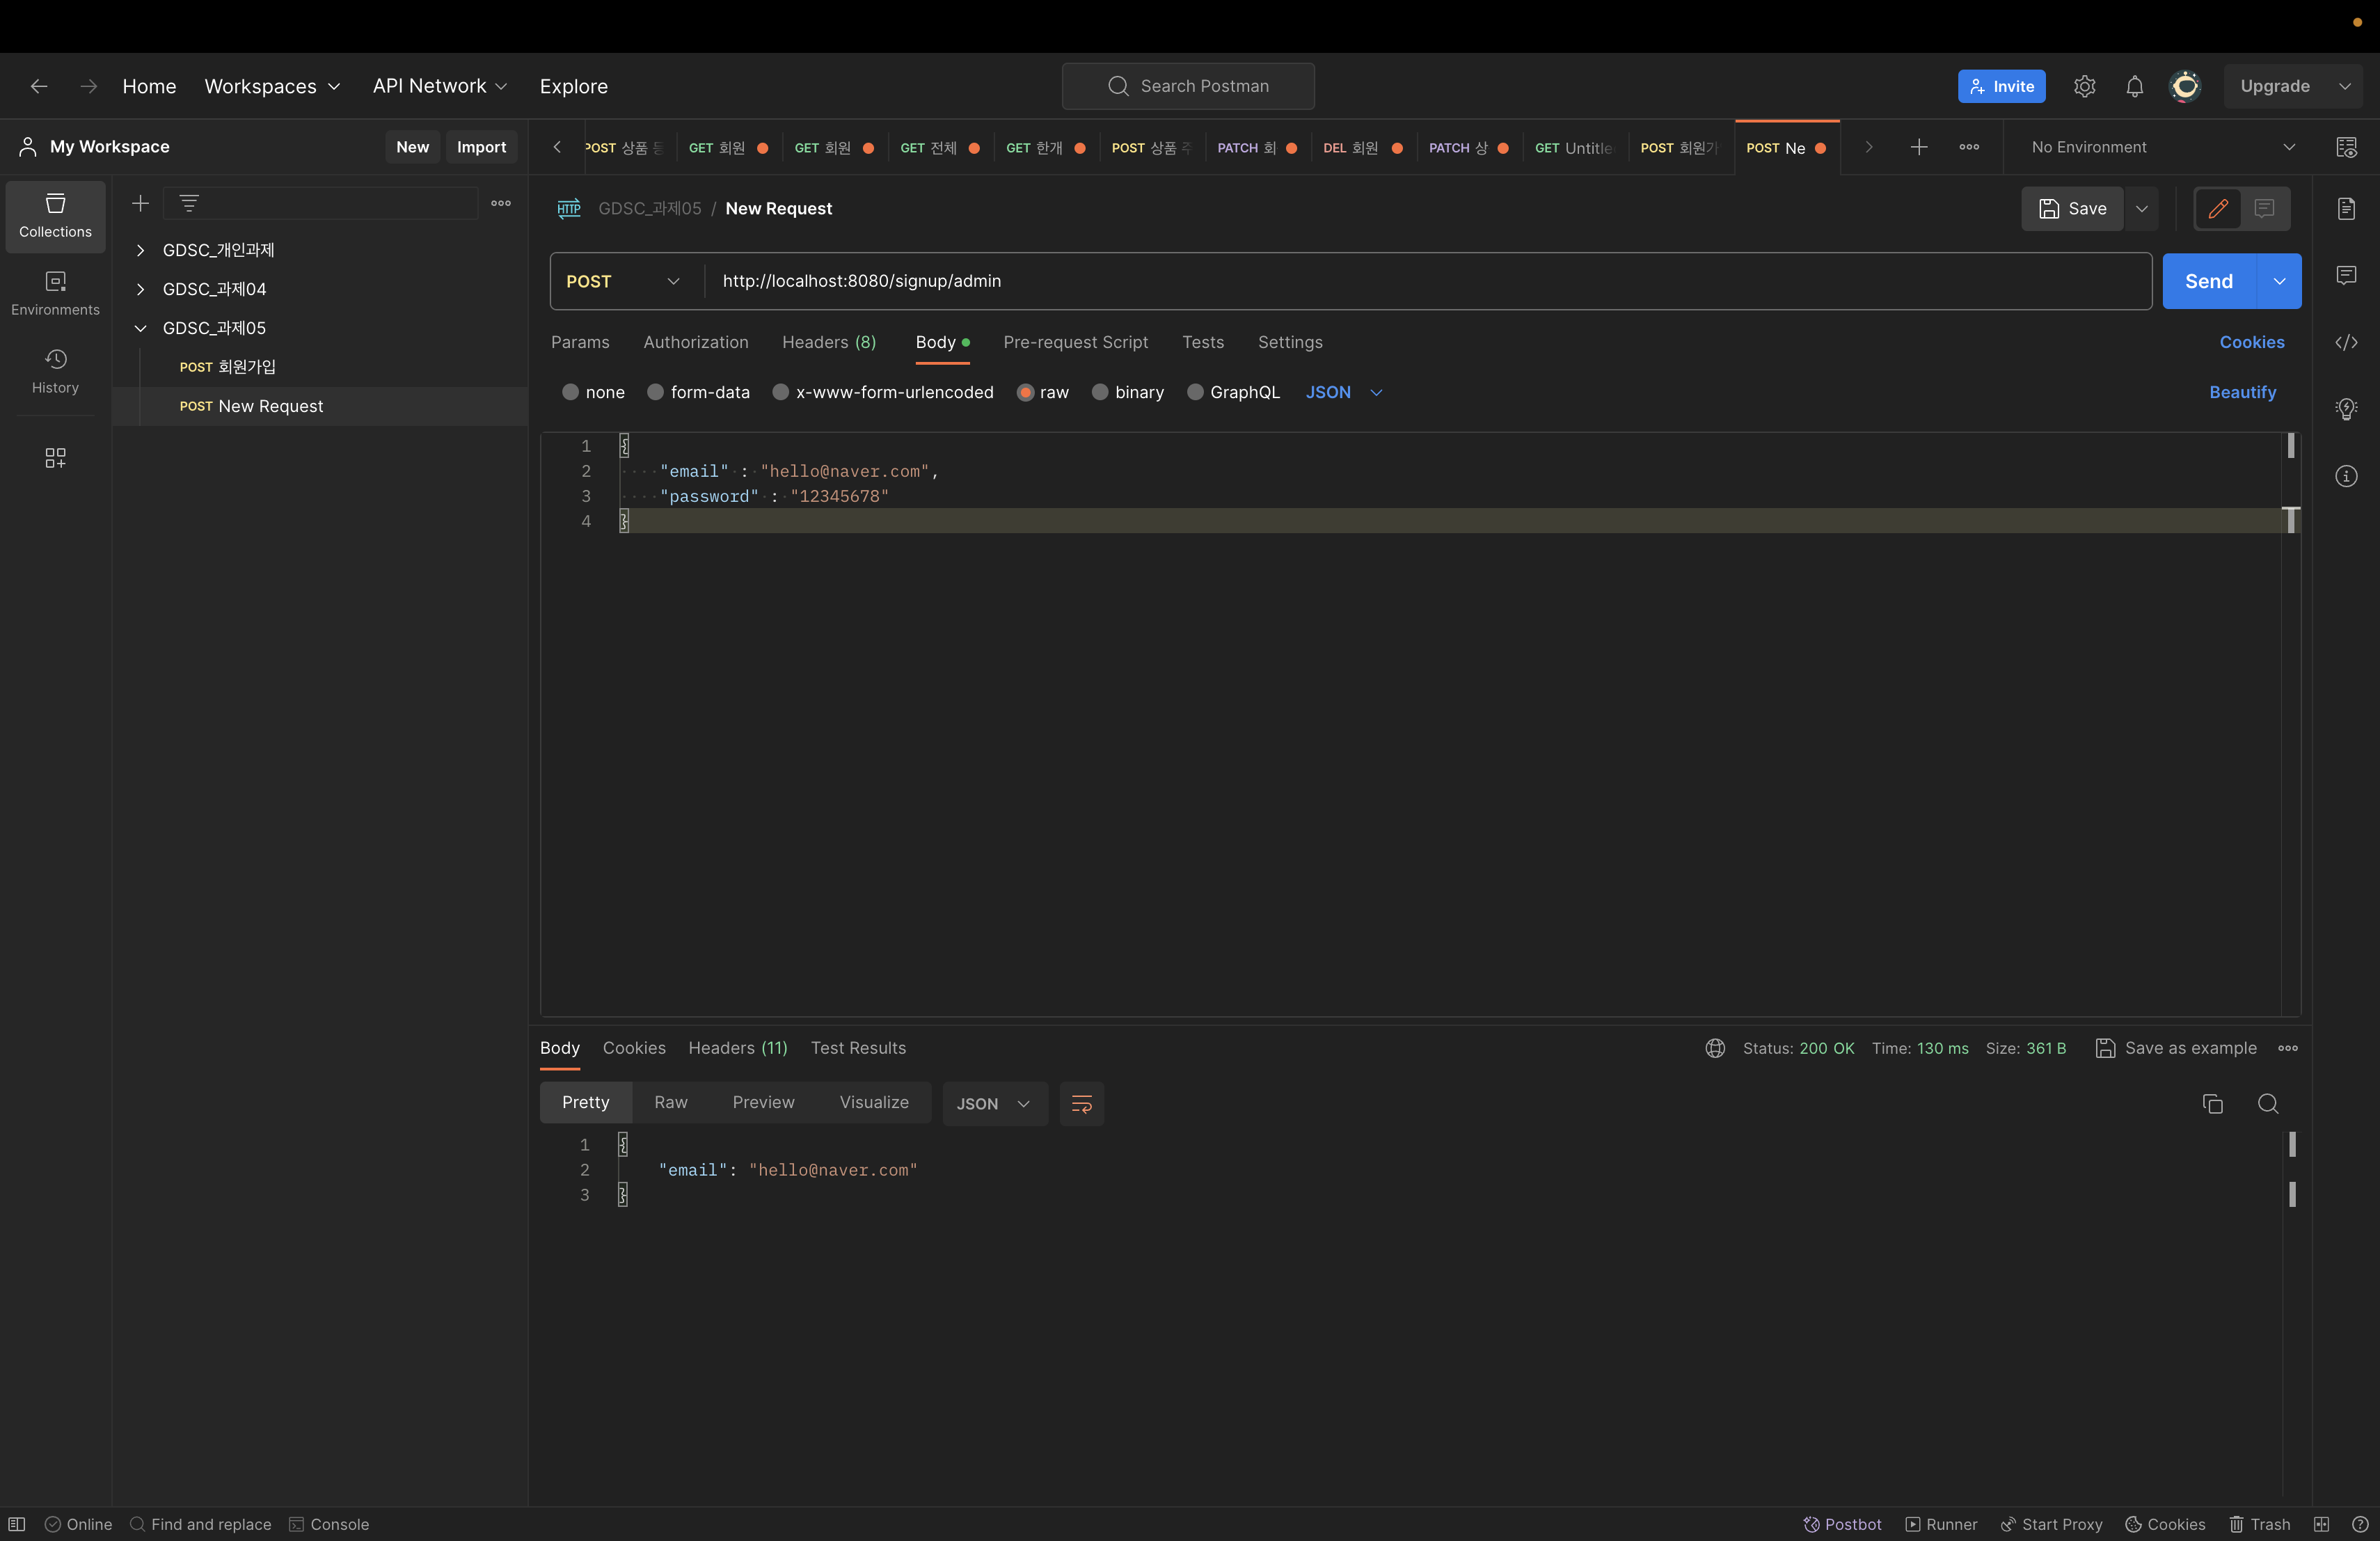 Home Workspaces API Network Explore Search Postman Invite Upgrade
My Workspace New Import POST 상품 GET 회원 GET 회원 GET 전체 GET 한개 POST 상품 PATCH 회 DEL 회원 PATCH 상 GET Untitle POST 회원가 POST Ne No Environment
Collections
Environments
History
GDSC_개인과제
GDSC_과제04
GDSC_과제05
POST 회원가입
POST New Request
HTTP GDSC_과제05 / New Request Save
POST http://localhost:8080/signup/admin Send
Params Authorization Headers (8) Body Pre-request Script Tests Settings Cookies
none form-data x-www-form-urlencoded raw binary GraphQL JSON Beautify
1 {
2 "email" : "hello@naver.com",
3 "password" : "12345678"
4 }
Body Cookies Headers (11) Test Results Status: 200 OK Time: 130 ms Size: 361 B Save as example
Pretty Raw Preview Visualize JSON
1 {
2 "email": "hello@naver.com"
3 }
Online Find and replace Console Postbot Runner Start Proxy Cookies Trash